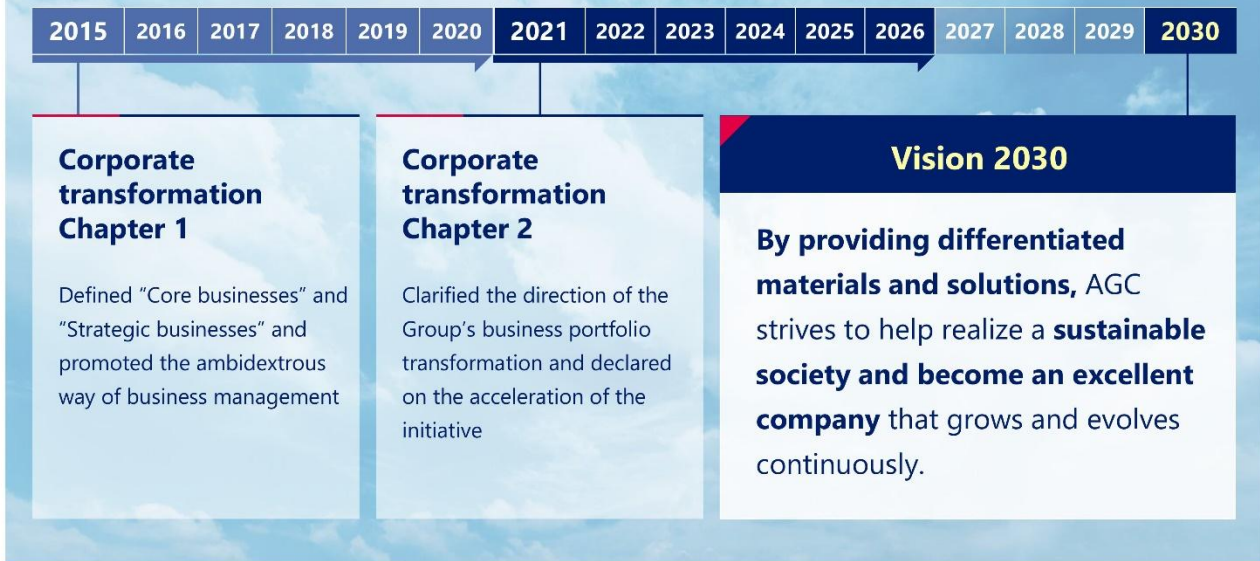 2015 2016 2017 2018 2019 2020 2021 2022 2023 2024 2025 2026 2027 2028 2029 2030
Corporate
transformation
Chapter 1
Defined “Core businesses” and
“Strategic businesses” and
promoted the ambidextrous
way of business management
Corporate
transformation
Chapter 2
Clarified the direction of the
Group’s business portfolio
transformation and declared
on the acceleration of the
initiative
Vision 2030
By providing differentiated
materials and solutions, AGC
strives to help realize a sustainable
society and become an excellent
company that grows and evolves
continuously.